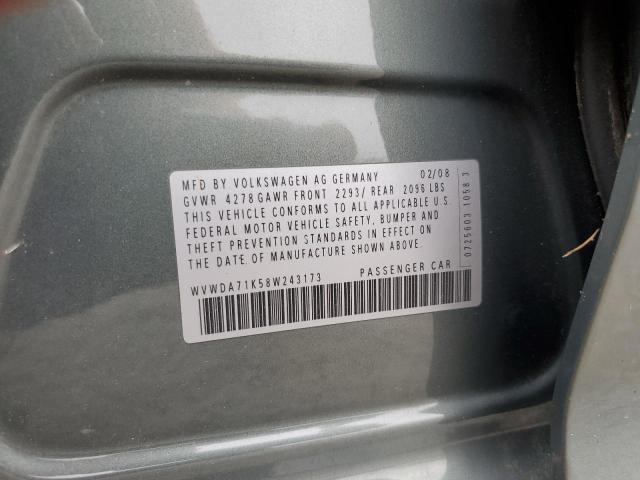 MFD BY VOLKSWAGEN AG GERMANY 02/08
GVWR 4278 GAWR FRONT 2293/ REAR 2096 LBS
THIS VEHICLE CONFORMS TO ALL APPLICABLE U.S.
FEDERAL MOTOR VEHICLE SAFETY, BUMPER AND
THEFT PREVENTION STANDARDS IN EFFECT ON
THE DATE OF MANUFACTURE SHOWN ABOVE.
WVWDA71K58W243173 PASSENGER CAR
0725603 1058 3